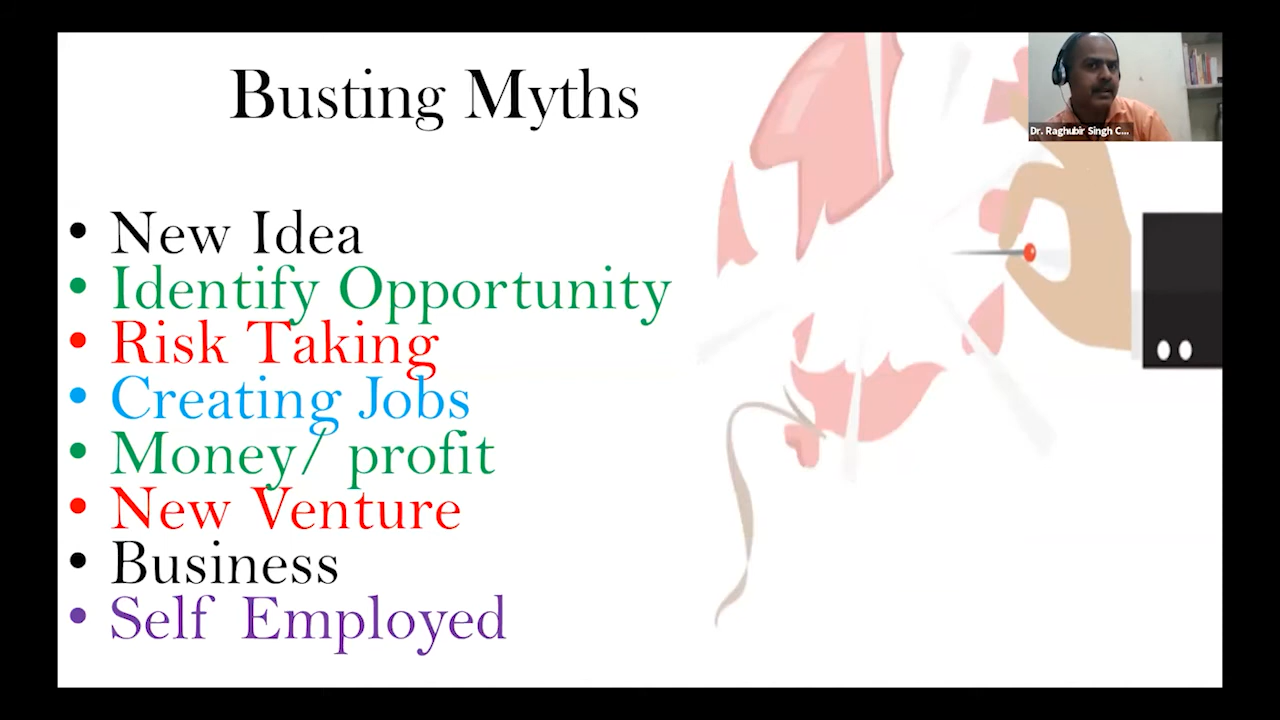 Busting Myths
Dr. Raghubir Singh C...
• New Idea
• Identify Opportunity
• Risk Taking
• Creating Jobs
• Money/ profit
• New Venture
• Business
• Self Employed